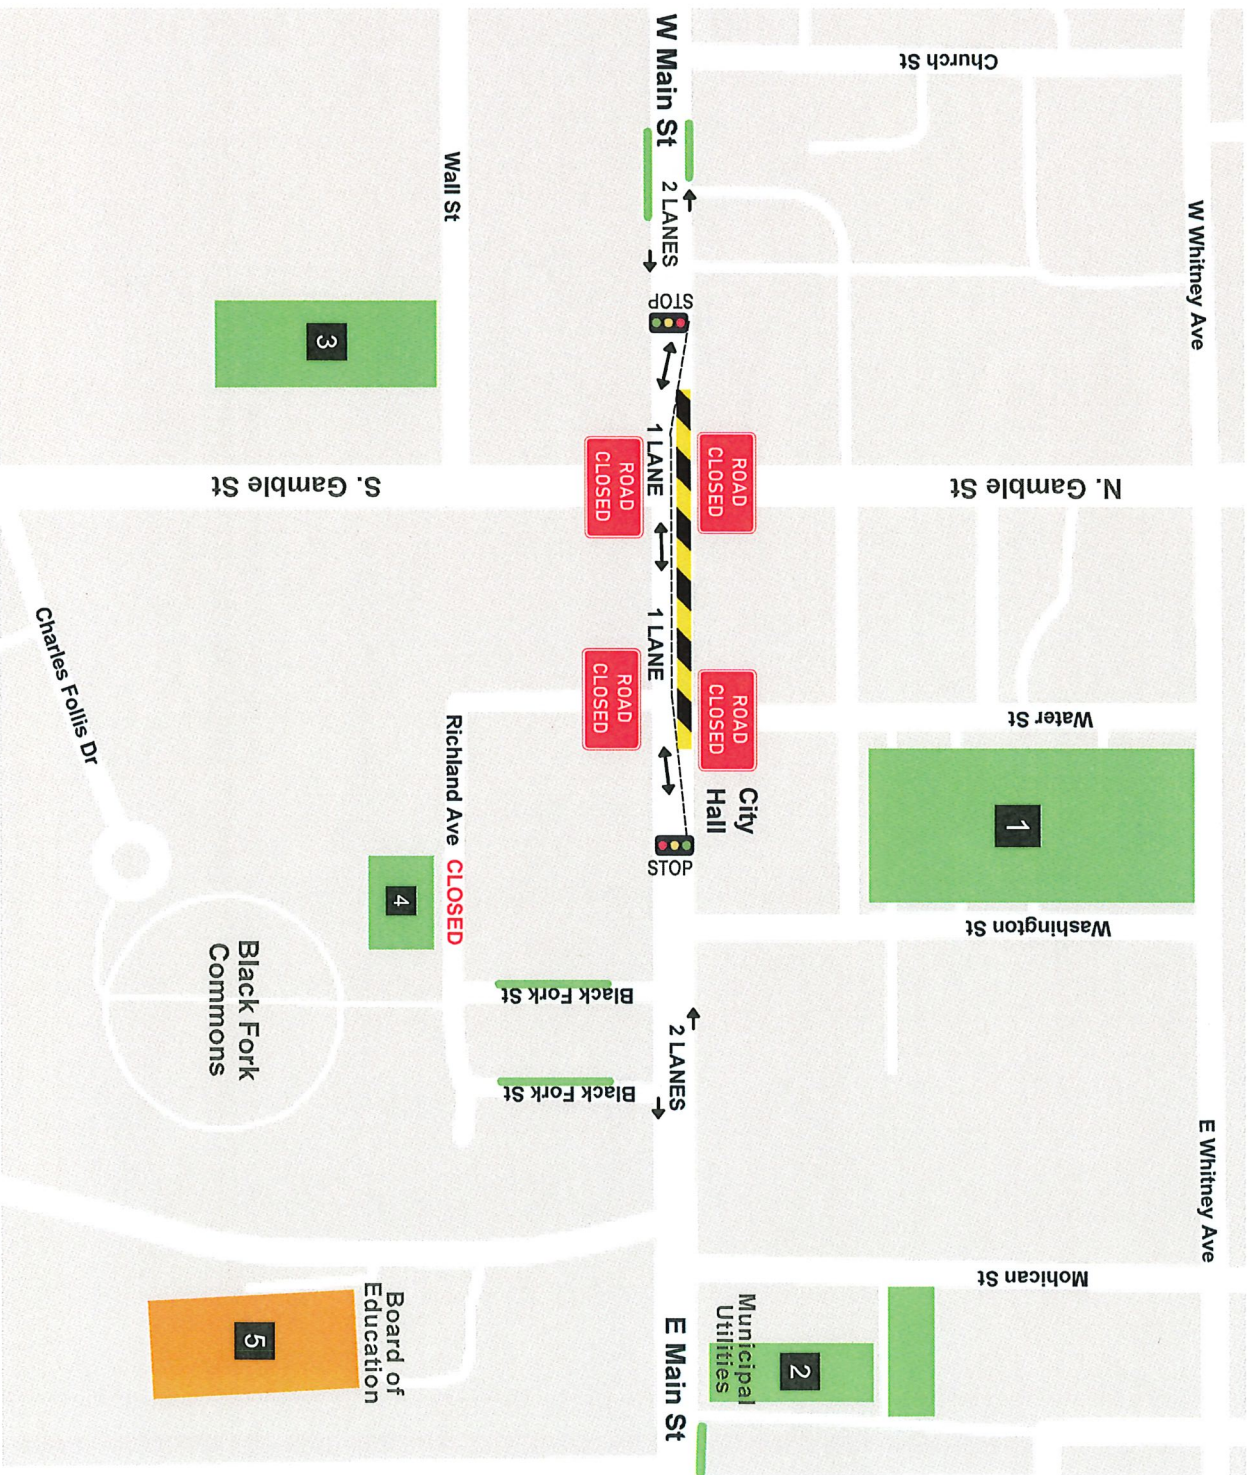 W Whitney Ave
E Whitney Ave
Church St
N. Gamble St
Water St
1
Washington St
Mohican St
City
Hall
Municipal
Utilities
2
ROAD
CLOSED
ROAD
CLOSED
W Main St
2 LANES
STOP
1 LANE
1 LANE
STOP
2 LANES
E Main St
ROAD
CLOSED
ROAD
CLOSED
Black Fork St
Black Fork St
Wall St
Richland Ave CLOSED
3
S. Gamble St
4
Board of
Education
5
Black Fork
Commons
Charles Follis Dr